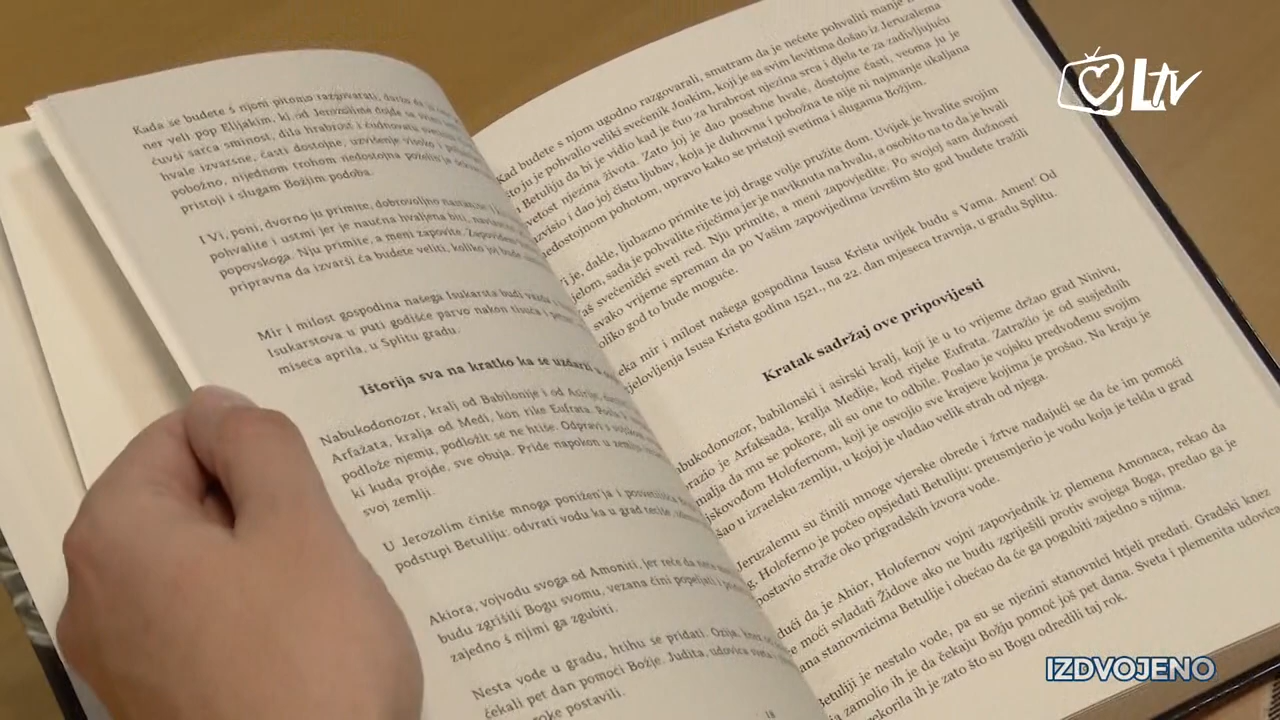 LTV
Kada se budete š njom pitomo razgovarati,
ner veli pop Elijakim, ki od Jerozolime dojde
čuvši sarca sminost, dila hrabrost i čudnovatu
hvale izvarsne, časti dostojne, uzvišenje visoko i
pobožno, nijednom trohom nedostojna
pristoji i slugam Božjim podoba.
I Vi, poni, dvorno ju primite, dobrovoljno
pohvalite i ustmi jer je naučna hvaljena biti,
popovskoga. Nju primite, a meni zapovite.
pripravna da izvarši ča budete veliti, koliko joj bude
Mir i milost gospodina našega Isukarsta budi vazda
Isukarstova u puti godišće parvo nakon tisuća i
miseca aprila, u Splitu gradu.
Ištorija sva na kratko ka se uzdarži u
Nabukodonozor, kralj od Babilonije i od Asirije,
Arfažata, kralja od Medi, kon rike Eufrata.
podlože njemu, podložit se ne htiše. Odpravi s
ki kuda projde, sve obuja. Pride napokon u zemlju
svoj zemlji.
U Jerozolim činiše mnoga poniženja i posvetilišća
podstupi Betuliju: odvrati vodu ka u grad teciše,
Akiora, vojvodu svoga od Amoniti, jer reče da
budu zgrišili Bogu svomu, vezana čini popeljati i
zajedno š njimi ga zgubiti.
Nesta vode u gradu, htihu se pridati. Ozija,
čekali pet dan pomoći Božje. Judita, udovica sveta
roke postavili.
Kad budete s njom ugodno razgovarali, smatram da je nećete pohvaliti manje
što ju je pohvalio veliki svećenik Joakim, koji je sa svim levitima došao iz Jeruzalema
u Betuliju da bi je vidio kad je čuo za hrabrost njezina srca i djela te za zadivljujuću
svetost njezina života. Zato joj je dao posebne hvale, dostojne časti, veoma ju je
uzvisio i dao joj čistu ljubav, koja je duhovna i pobožna te nije ni najmanje ukaljana
nedostojnom pohotom, upravo kako se pristoji svetima i slugama Božjim.
Vi je, dakle, ljubazno primite te joj drage volje pružite dom. Uvijek je hvalite svojim
djelom, sada je pohvalite riječima jer je naviknuta na hvalu, a osobito na to da je hvali
Vaš svećenički sveti red. Nju primite, a meni zapovjedite. Po svojoj sam dužnosti
svako vrijeme spreman da po Vašim zapovijedima izvršim što god budete tražili
koliko god to bude moguće.
Neka mir i milost našega gospodina Isusa Krista uvijek budu s Vama. Amen! Od
utjelovljenja Isusa Krista godina 1521., na 22. dan mjeseca travnja, u gradu Splitu.
Kratak sadržaj ove pripovijesti
Nabukodonozor, babilonski i asirski kralj, koji je u to vrijeme držao grad Ninivu,
porazio je Arfaksada, kralja Medije, kod rijeke Eufrata. Zatražio je od susjednih
zemalja da mu se pokore, ali su one to odbile. Poslao je vojsku predvođenu svojim
vojskovođom Holofernom, koji je osvojio sve krajeve kojima je prošao. Na kraju je
došao u izraelsku zemlju, u kojoj je vladao velik strah od njega.
Jeruzalemu su činili mnoge vjerske obrede i žrtve nadajući se da će im pomoći
Bog. Holoferno je počeo opsjedati Betuliju: preusmjerio je vodu koja je tekla u grad
postavio straže oko prigradskih izvora vode.
Budući da je Ahior, Holofernov vojni zapovjednik iz plemena Amonaca, rekao da
ne moći svladati Židove ako ne budu zgriješili protiv svojega Boga, predao ga je
stanovnicima Betulije i obećao da će ga pogubiti zajedno s njima.
Betuliji je nestalo vode, pa su se njezini stanovnici htjeli predati. Gradski knez
zamolio ih je da čekaju Božju pomoć još pet dana. Sveta i plemenita udovica
prekorila ih je zato što su Bogu odredili taj rok.
IZDVOJENO